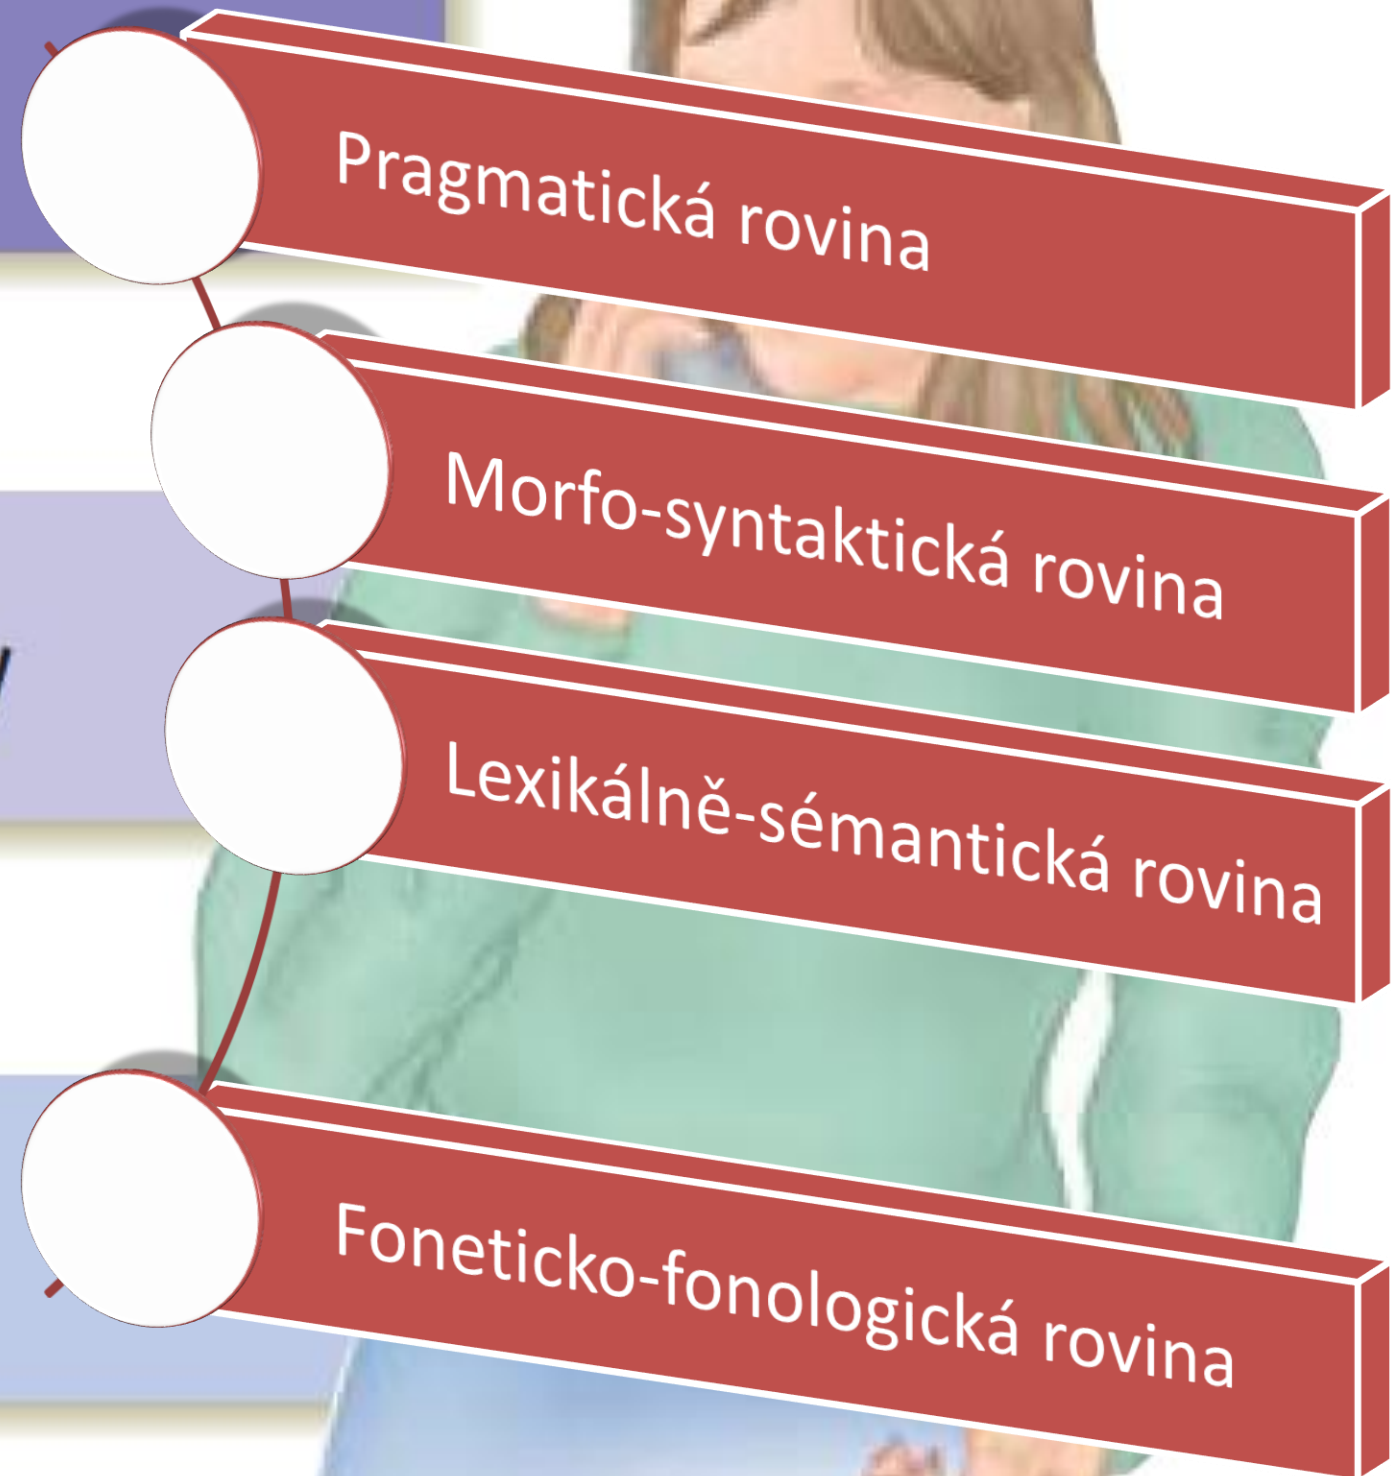 Pragmatická rovina
Morfo-syntaktická rovina
Lexikálně-sémantická rovina
Foneticko-fonologická rovina